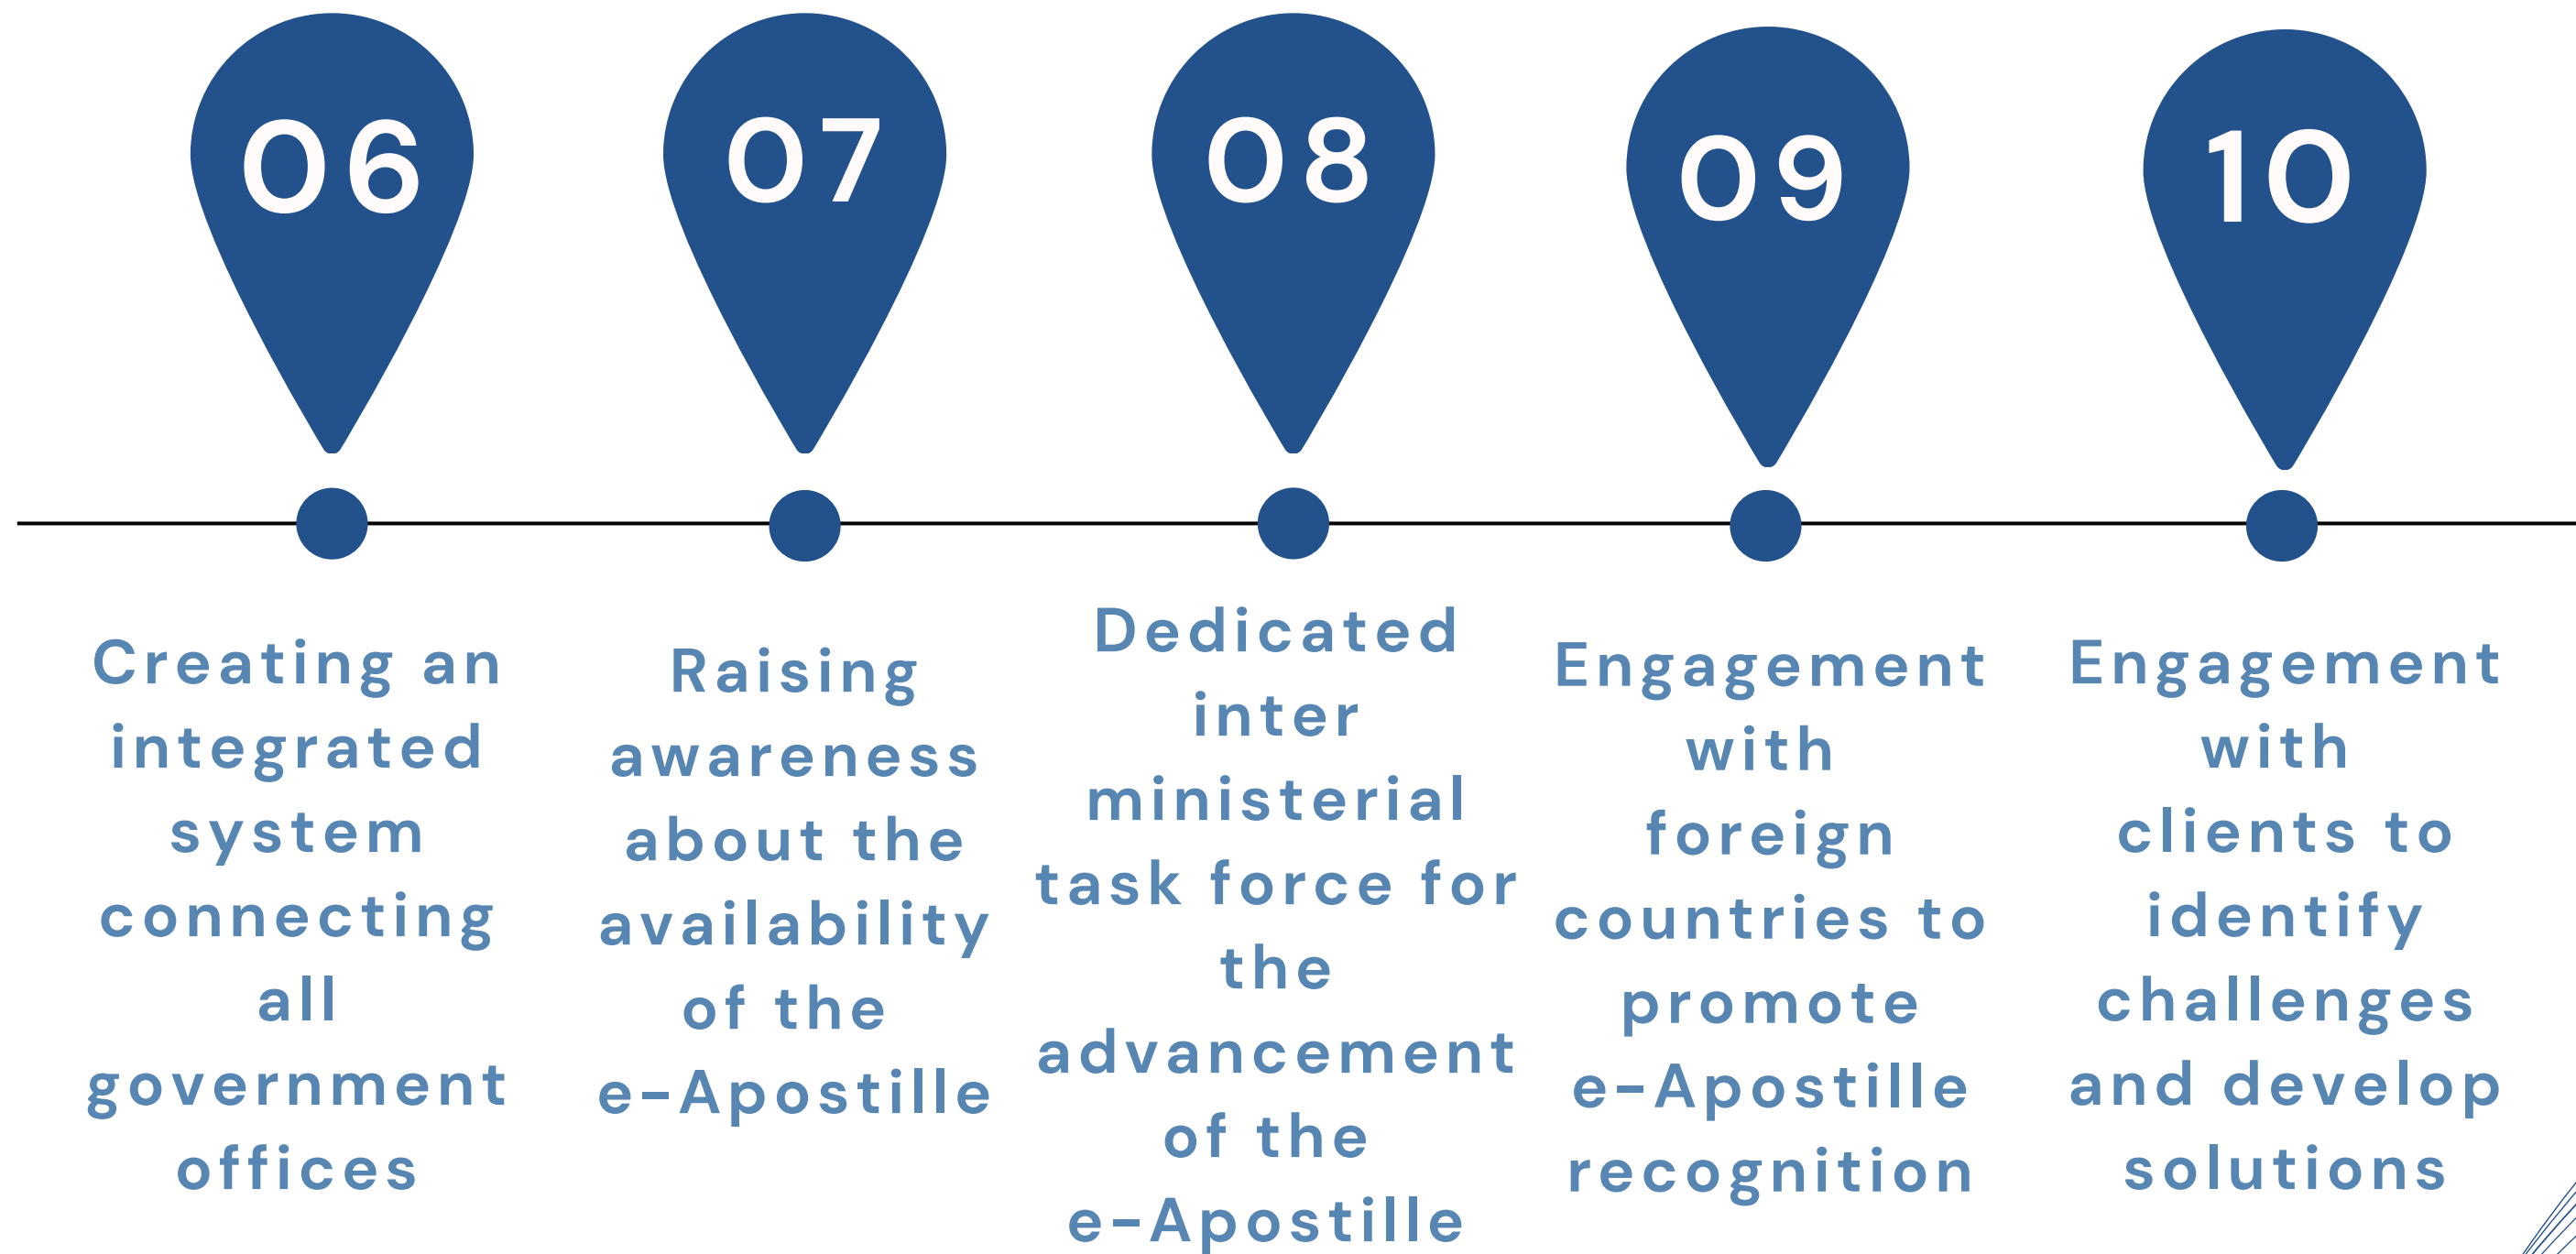 06
Creating an
integrated
system
connecting
all
government
offices
07
Raising
awareness
about the
availability
of the
e-Apostille
08
Dedicated
inter
ministerial
task force for
the
advancement
of the
e-Apostille
09
Engagement
with
foreign
countries to
promote
e-Apostille
recognition
10
Engagement
with
clients to
identify
challenges
and develop
solutions